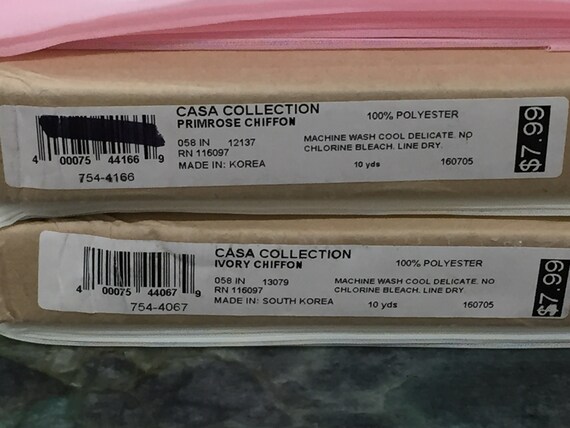 CASA COLLECTION
PRIMROSE CHIFFON
100% POLYESTER
058 IN 12137
RN 116097
MADE IN: KOREA
MACHINE WASH COOL DELICATE. NO
CHLORINE BLEACH. LINE DRY.
10 yds 160705
4 00075 44166 9
754-4166
$7.99
CASA COLLECTION
IVORY CHIFFON
100% POLYESTER
058 IN 13079
RN 116097
MADE IN: SOUTH KOREA
MACHINE WASH COOL DELICATE. NO
CHLORINE BLEACH. LINE DRY.
10 yds 160705
4 00075 44067 9
754-4067
$7.99